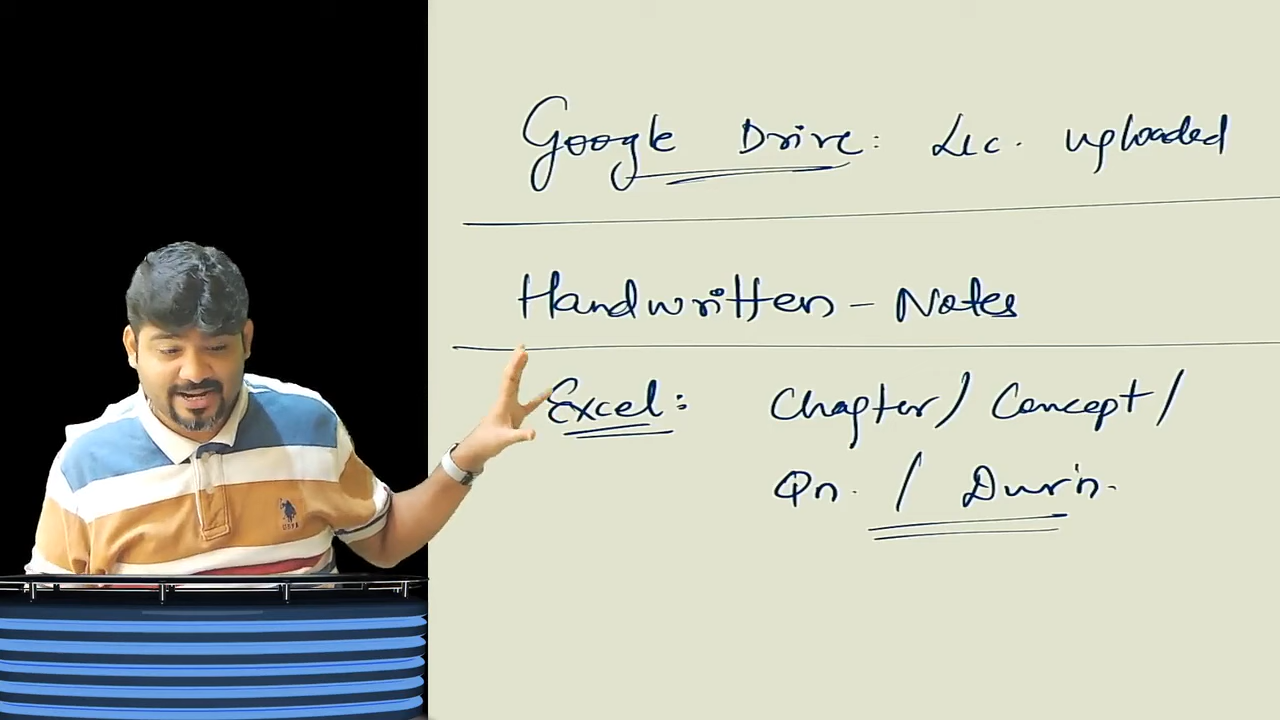 Google Drive: Lec. uploaded
Handwritten - Notes
Excel: Chapter / Concept /
Qn. / Durn.